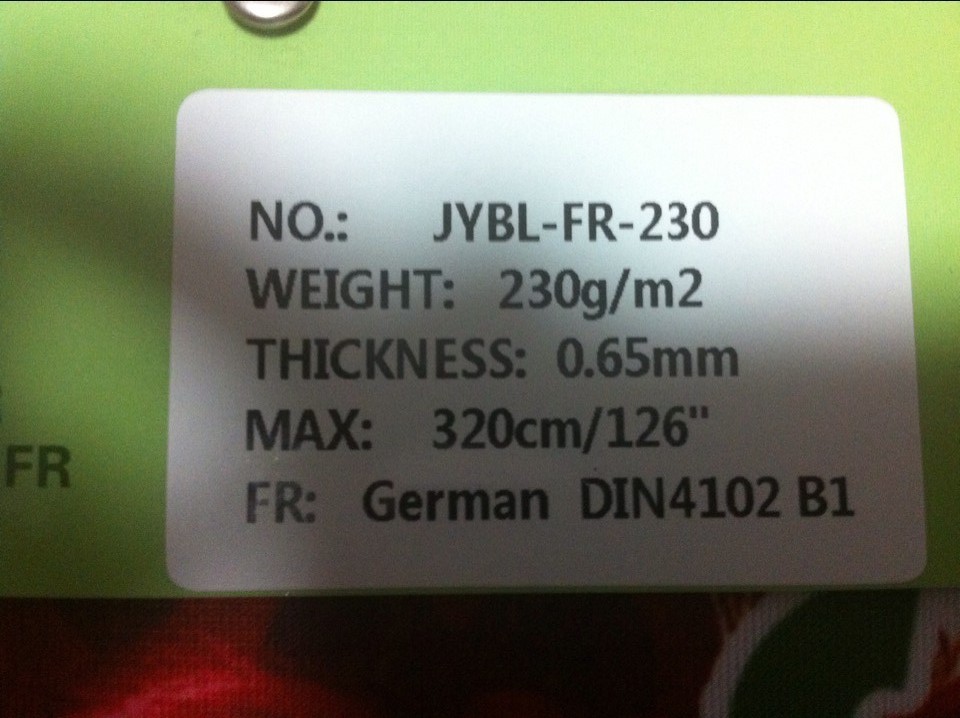 NO.: JYBL-FR-230
WEIGHT: 230g/m2
THICKNESS: 0.65mm
MAX: 320cm/126"
FR
FR: German DIN4102 B1